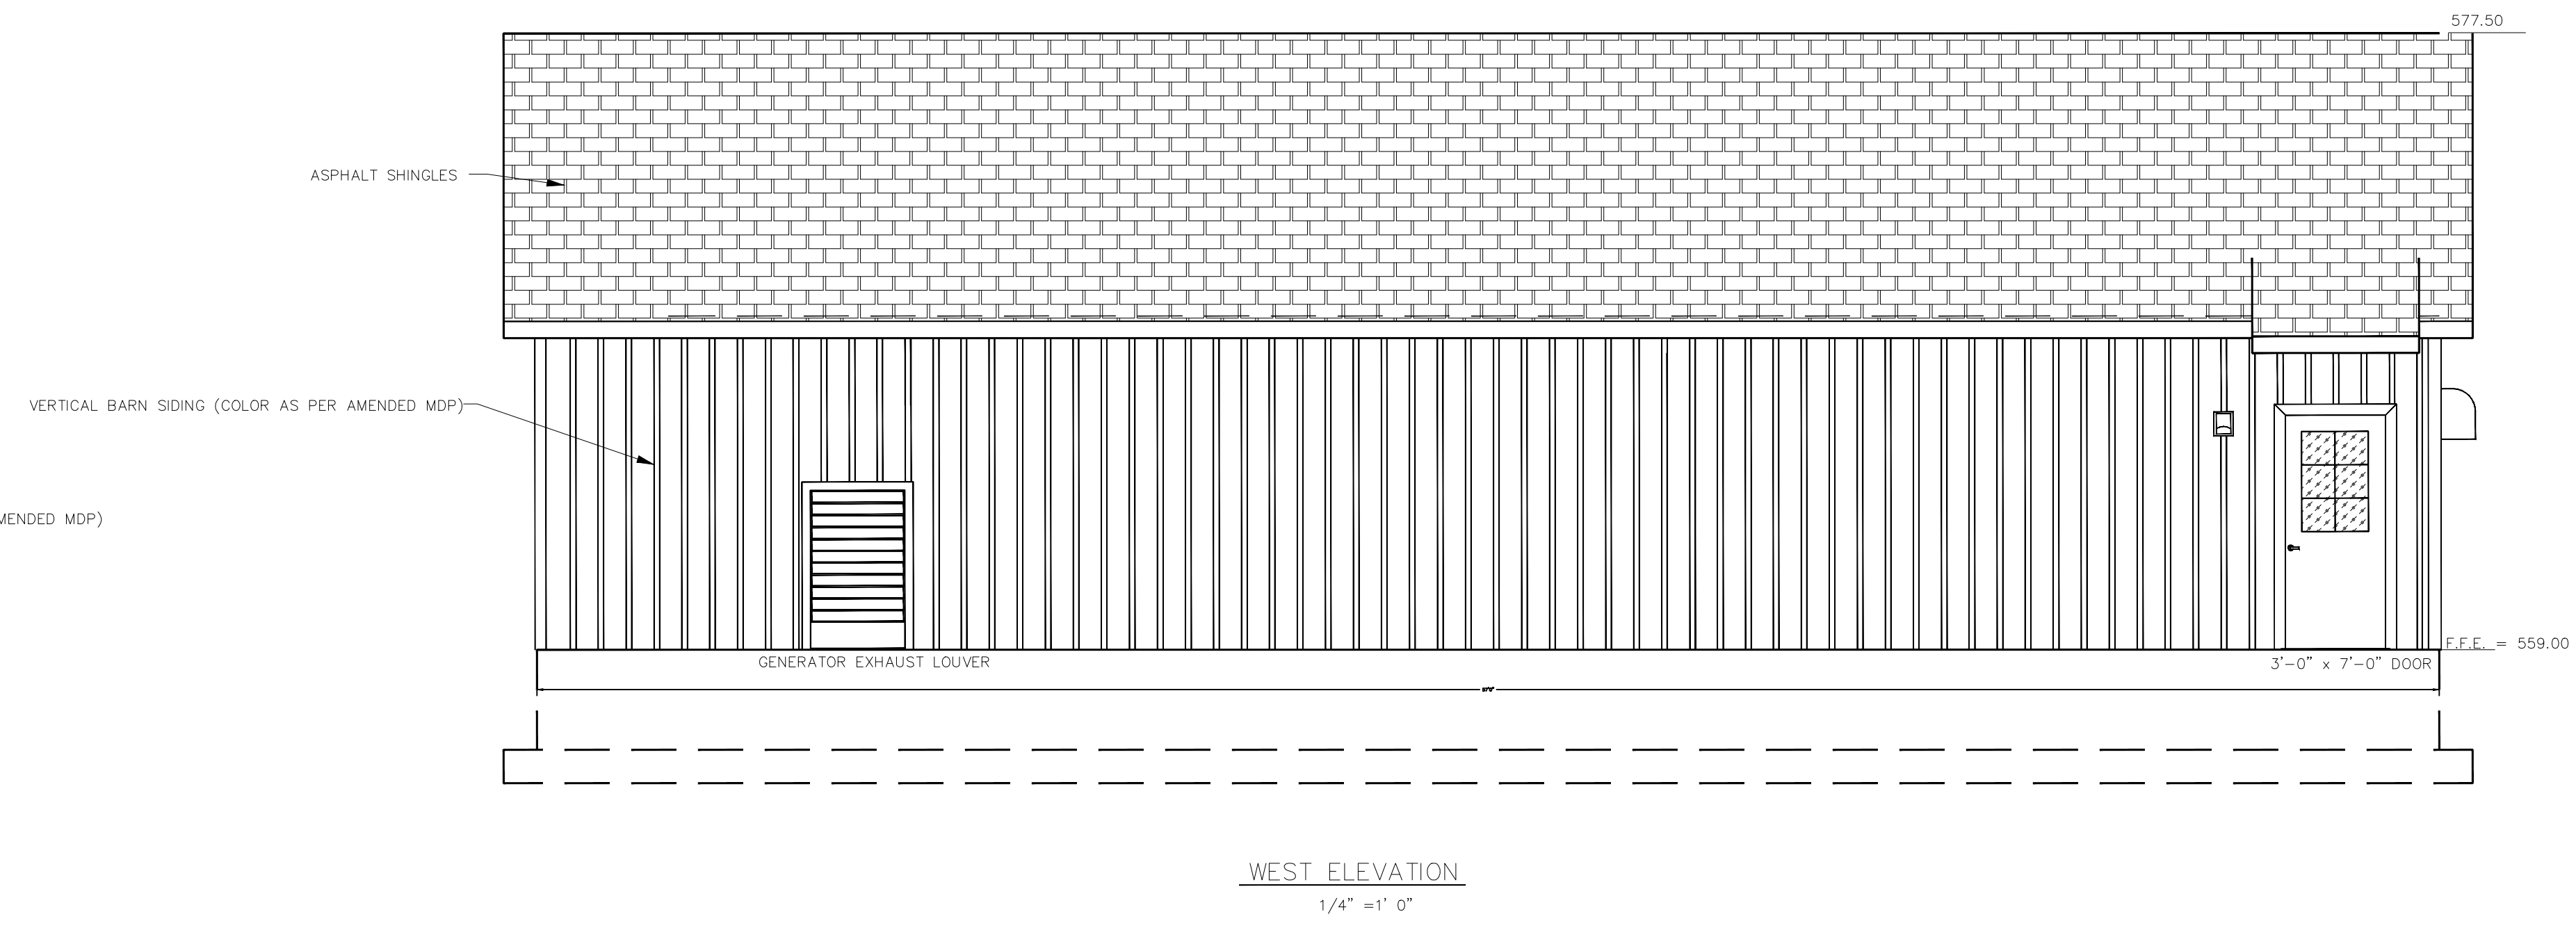 577.50
ASPHALT SHINGLES
VERTICAL BARN SIDING (COLOR AS PER AMENDED MDP)
MENDED MDP)
F.F.E. = 559.00
GENERATOR EXHAUST LOUVER
3'-0" x 7'-0" DOOR
WEST ELEVATION
1/4" =1' 0"